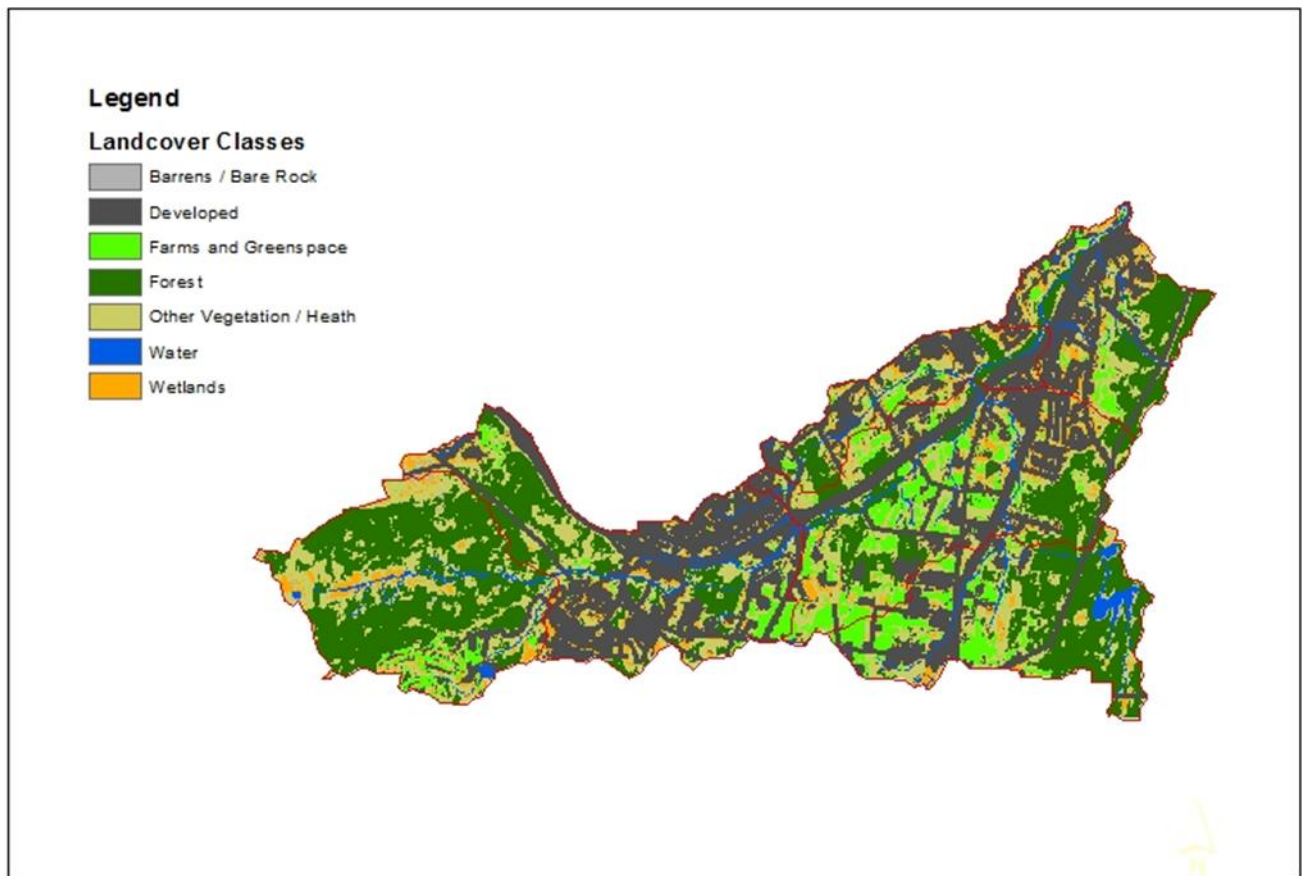 Legend
Landcover Classes
Barrens / Bare Rock
Developed
Farms and Greenspace
Forest
Other Vegetation / Heath
Water
Wetlands
N